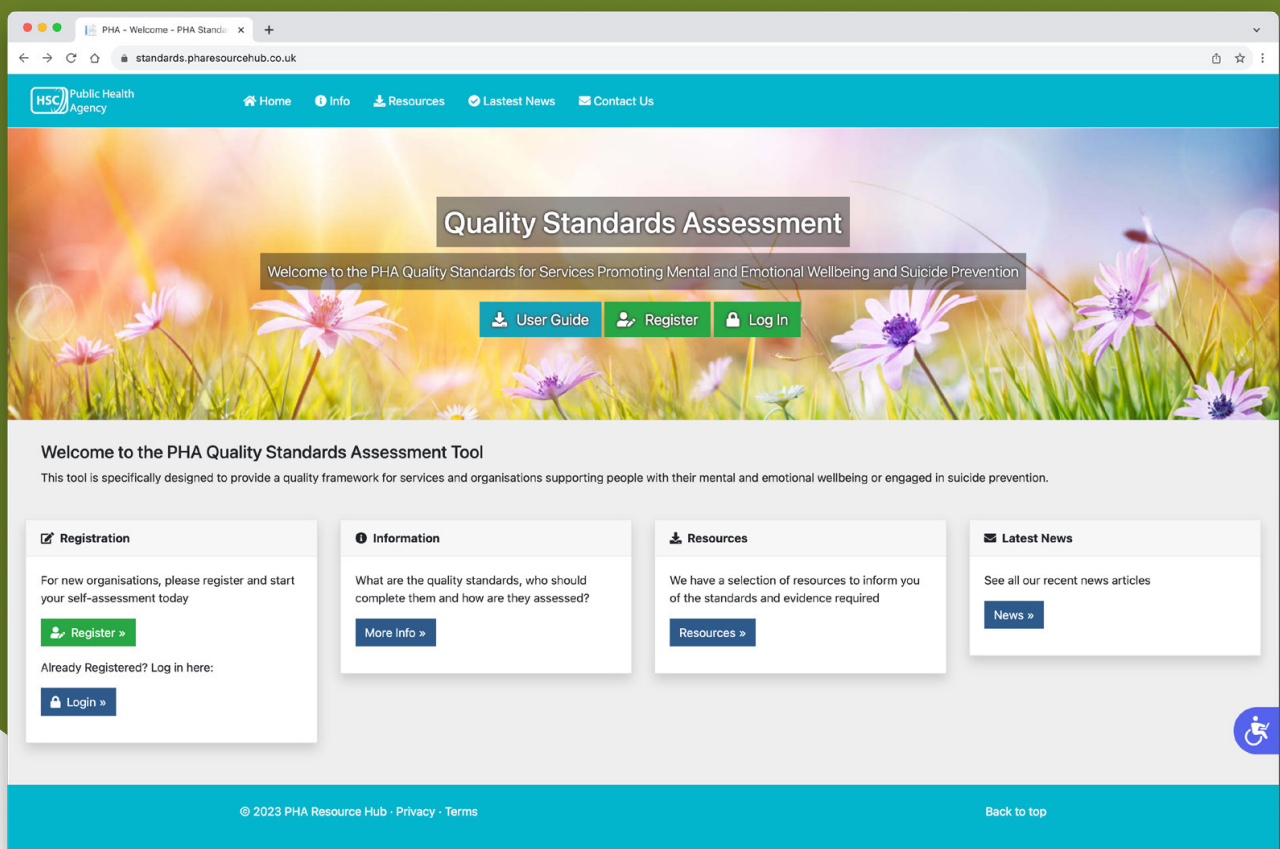 PHA - Welcome - PHA Standa
standards.pharesourcehub.co.uk
HSC Public Health
Agency
Home Info Resources Lastest News Contact Us
Quality Standards Assessment
Welcome to the PHA Quality Standards for Services Promoting Mental and Emotional Wellbeing and Suicide Prevention
User Guide Register Log In
Welcome to the PHA Quality Standards Assessment Tool
This tool is specifically designed to provide a quality framework for services and organisations supporting people with their mental and emotional wellbeing or engaged in suicide prevention.
Registration
For new organisations, please register and start
your self-assessment today
Register »
Already Registered? Log in here:
Login »
Information
What are the quality standards, who should
complete them and how are they assessed?
More Info »
Resources
We have a selection of resources to inform you
of the standards and evidence required
Resources »
Latest News
See all our recent news articles
News »
© 2023 PHA Resource Hub · Privacy · Terms
Back to top